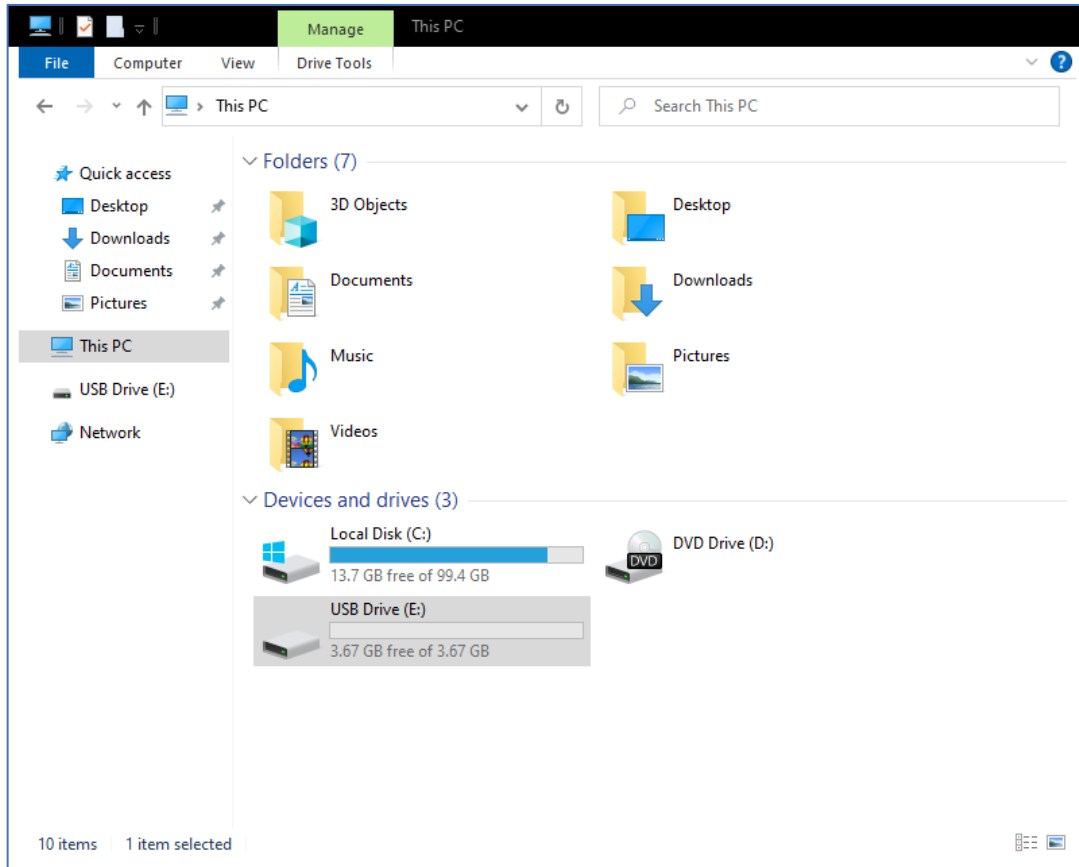 Manage This PC
File Computer View Drive Tools ?
This PC Search This PC
Quick access
Desktop
Downloads
Documents
Pictures
This PC
USB Drive (E:)
Network
Folders (7)
3D Objects Desktop
Documents Downloads
Music Pictures
Videos
Devices and drives (3)
Local Disk (C:)
13.7 GB free of 99.4 GB
DVD Drive (D:)
DVD
USB Drive (E:)
3.67 GB free of 3.67 GB
10 items 1 item selected